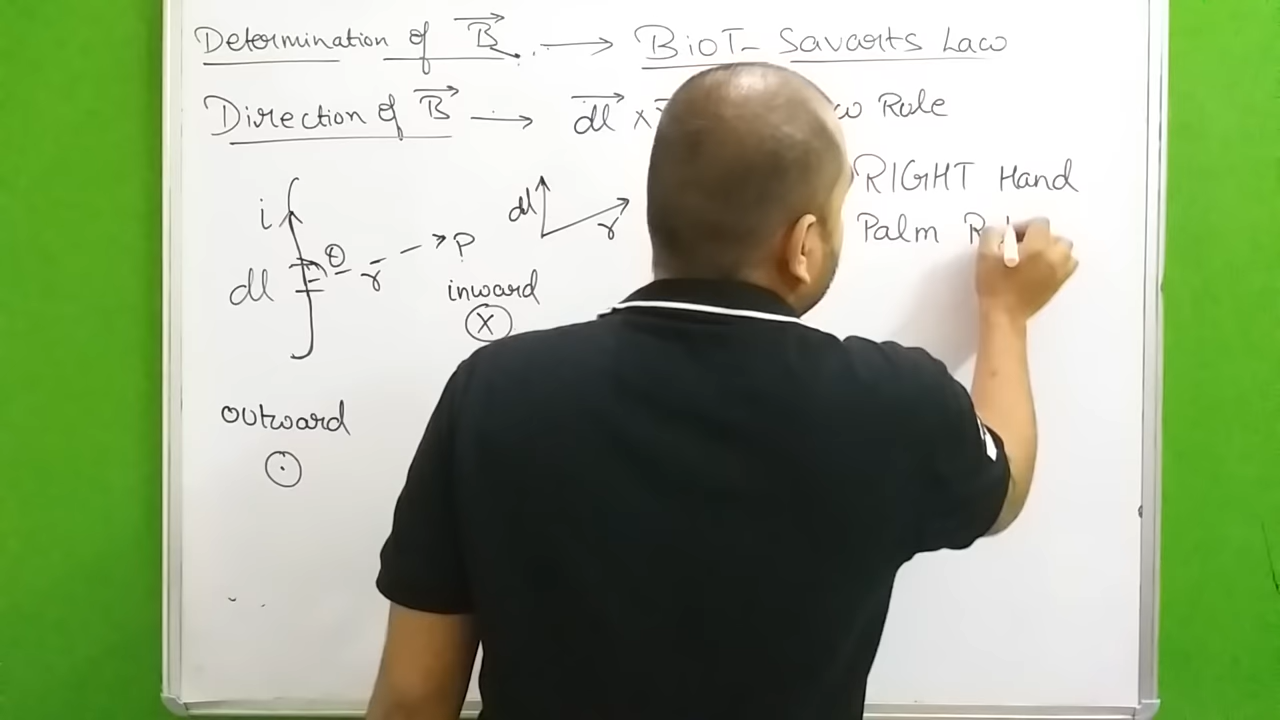 Determination of B → BioT- Savarts Law
Direction of B → dl x Rule
RIGHT Hand
Palm
i
dl
θ
r
P
dl
r
inward
X
outward